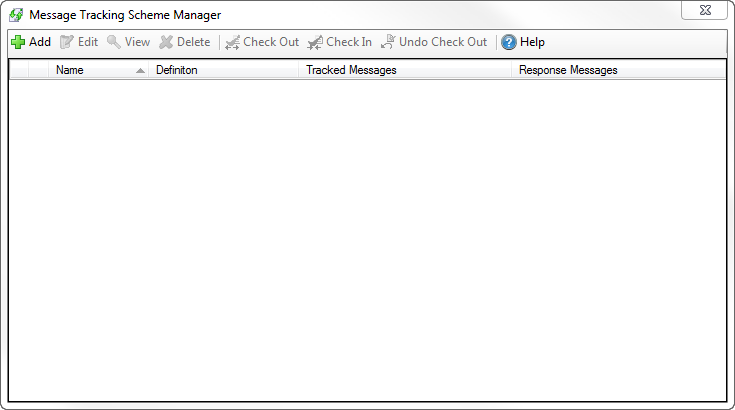 Message Tracking Scheme Manager
Add Edit View Delete Check Out Check In Undo Check Out Help
Name Definiton Tracked Messages Response Messages